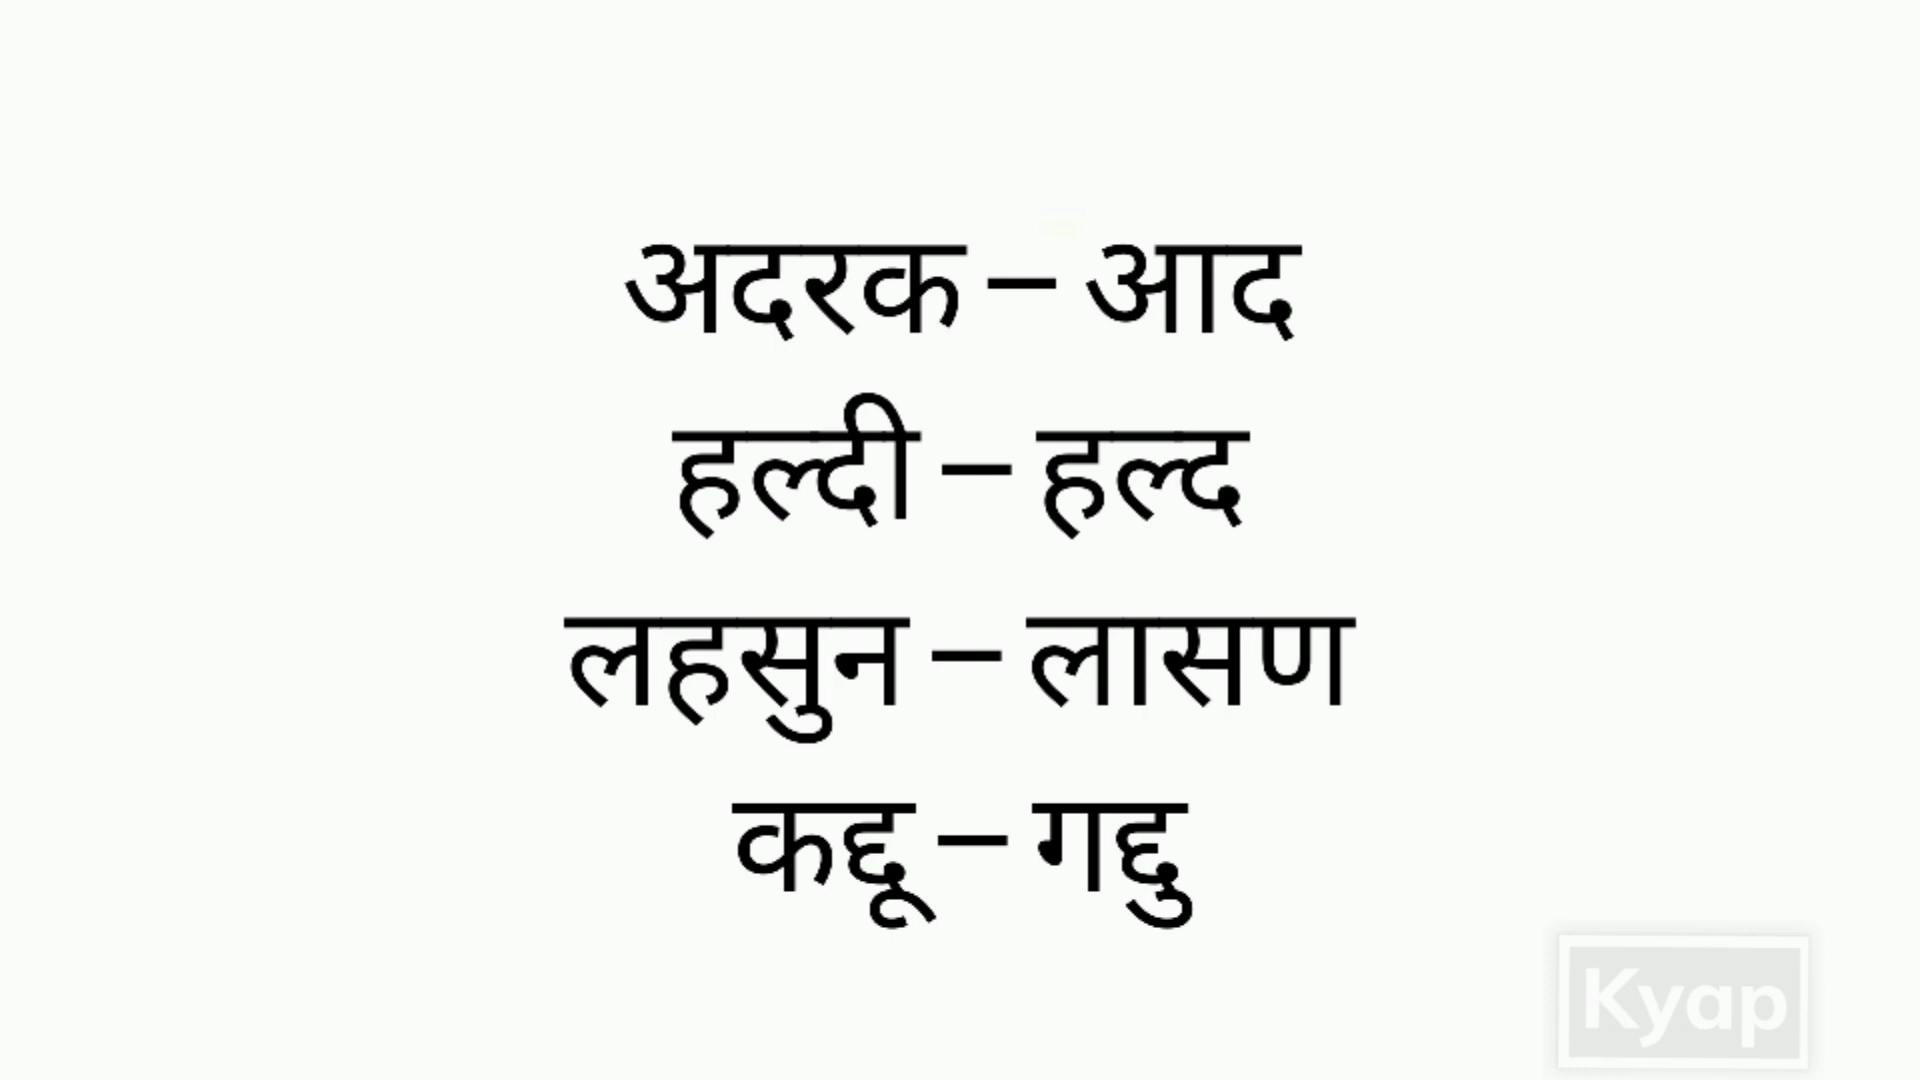 अदरक – आद
हल्दी – हल्द
लहसुन – लासण
कद्दू – गद्दु
Kyap